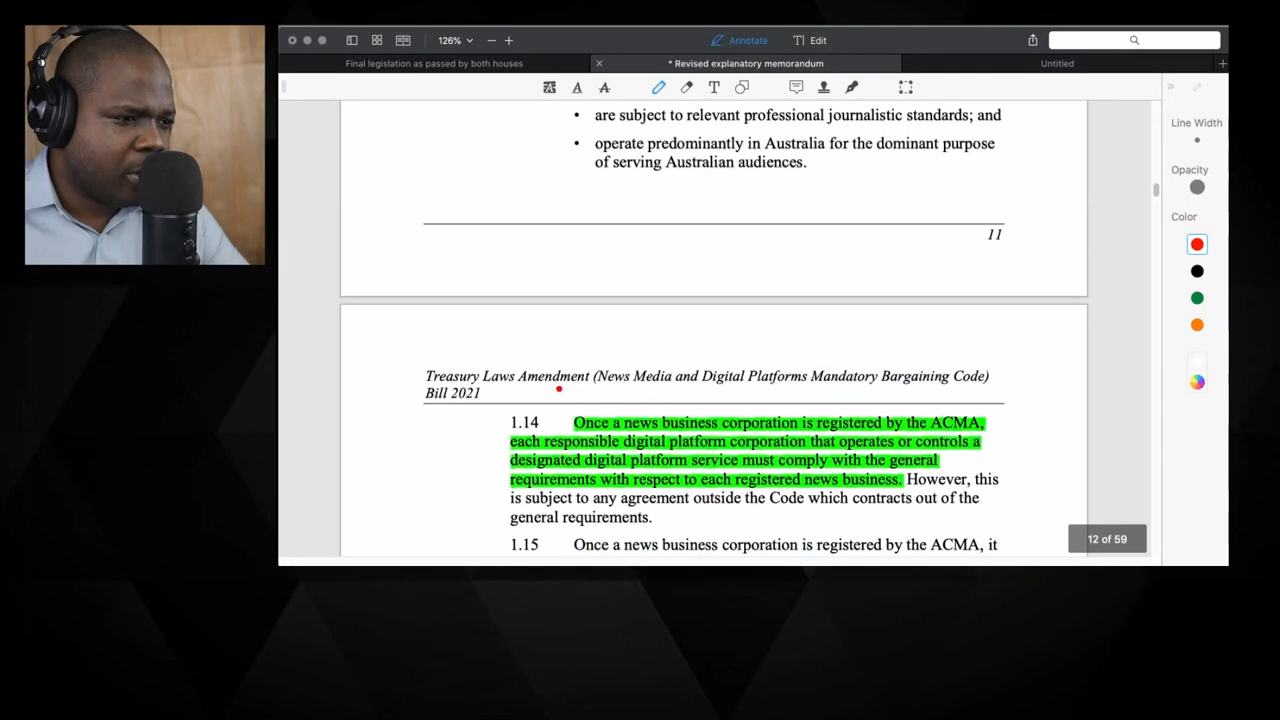 126%
Annotate
Edit
Final legislation as passed by both houses
* Revised explanatory memorandum
Untitled
• are subject to relevant professional journalistic standards; and
• operate predominantly in Australia for the dominant purpose
of serving Australian audiences.
11
Treasury Laws Amendment (News Media and Digital Platforms Mandatory Bargaining Code)
Bill 2021
1.14 Once a news business corporation is registered by the ACMA,
each responsible digital platform corporation that operates or controls a
designated digital platform service must comply with the general
requirements with respect to each registered news business. However, this
is subject to any agreement outside the Code which contracts out of the
general requirements.
1.15 Once a news business corporation is registered by the ACMA, it
12 of 59
Line Width
Opacity
Color